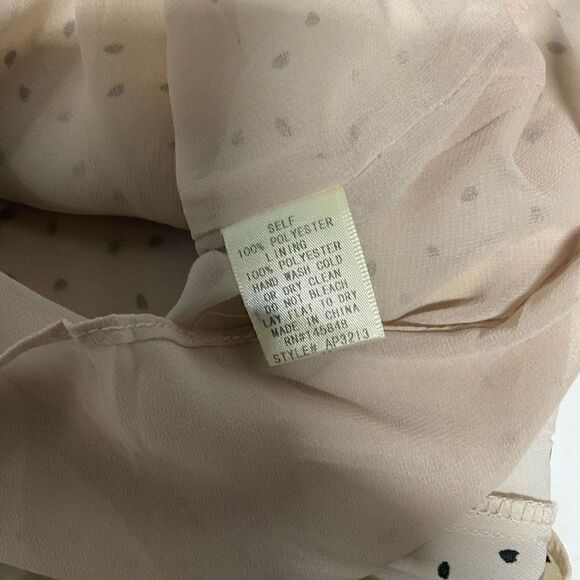 SELF
100% POLYESTER
LINING
100% POLYESTER
HAND WASH COLD
OR DRY CLEAN
DO NOT BLEACH
LAY FLAT TO DRY
MADE IN CHINA
RN#145848
STYLE# AP3213